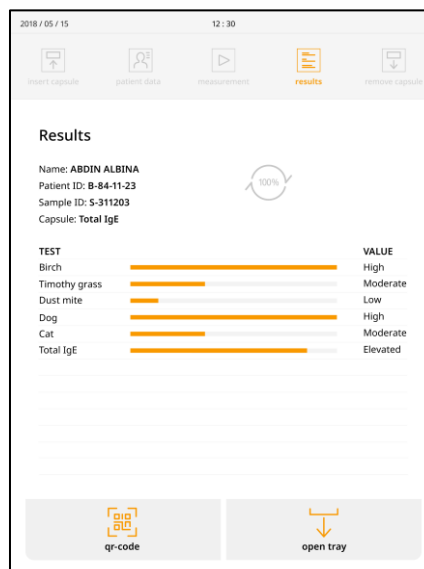 2018 / 05 / 15 12 : 30
insert capsule patient data measurement results remove capsule
Results
Name: ABDIN ALBINA
Patient ID: B-84-11-23
Sample ID: S-311203
Capsule: Total IgE
100%
TEST VALUE
Birch High
Timothy grass Moderate
Dust mite Low
Dog High
Cat Moderate
Total IgE Elevated
qr-code open tray